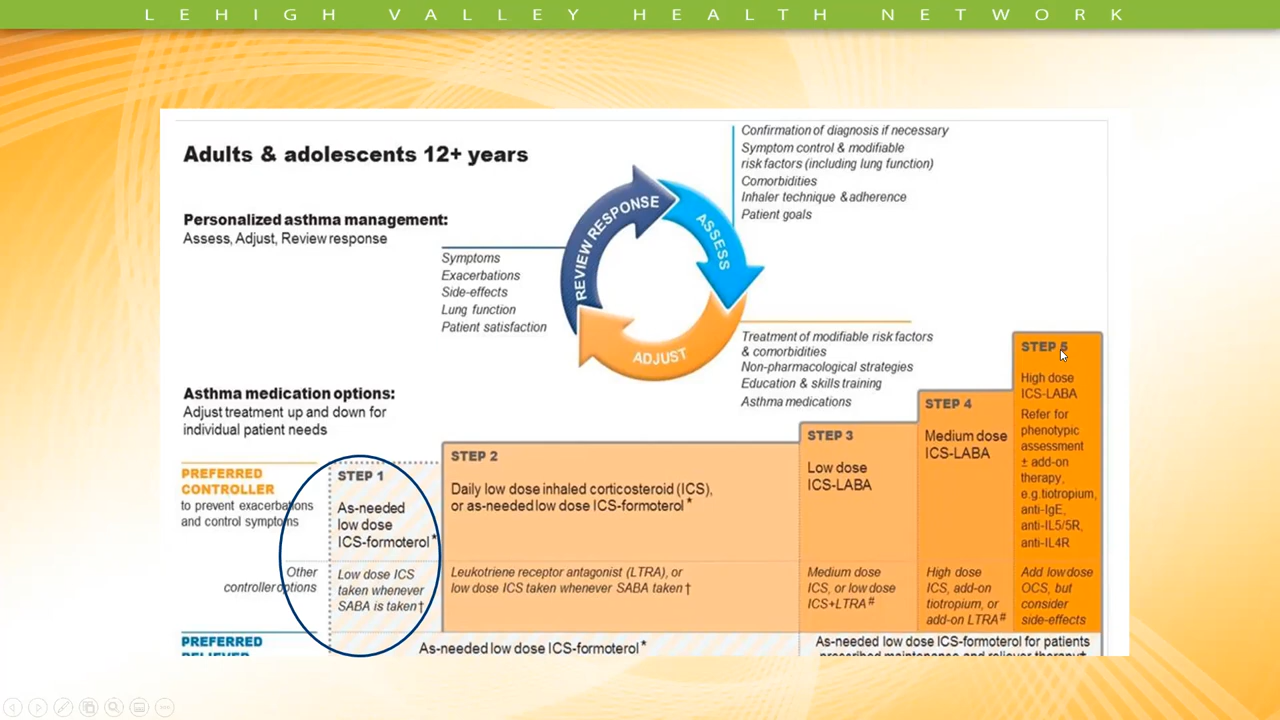 LEHIGH VALLEY HEALTH NETWORK
Adults & adolescents 12+ years
Personalized asthma management:
Assess, Adjust, Review response
Symptoms
Exacerbations
Side-effects
Lung function
Patient satisfaction
REVIEW RESPONSE
ASSESS
ADJUST
Confirmation of diagnosis if necessary
Symptom control & modifiable
risk factors (including lung function)
Comorbidities
Inhaler technique & adherence
Patient goals
Treatment of modifiable risk factors
& comorbidities
Non-pharmacological strategies
Education & skills training
Asthma medications
Asthma medication options:
Adjust treatment up and down for
individual patient needs
PREFERRED
CONTROLLER
to prevent exacerbations
and control symptoms
Other
controller options
STEP 1
As-needed
low dose
ICS-formoterol*
Low dose ICS
taken whenever
SABA is taken†
STEP 2
Daily low dose inhaled corticosteroid (ICS),
or as-needed low dose ICS-formoterol*
Leukotriene receptor antagonist (LTRA), or
low dose ICS taken whenever SABA taken†
STEP 3
Low dose
ICS-LABA
Medium dose
ICS, or low dose
ICS+LTRA#
STEP 4
Medium dose
ICS-LABA
High dose
ICS, add-on
tiotropium, or
add-on LTRA#
STEP 5
High dose
ICS-LABA
Refer for
phenotypic
assessment
± add-on
therapy,
e.g.tiotropium,
anti-IgE,
anti-IL5/5R,
anti-IL4R
Add low dose
OCS, but
consider
side-effects
PREFERRED
RELIEVER
As-needed low dose ICS-formoterol*
As-needed low dose ICS-formoterol for patients
prescribed maintenance and reliever therapy‡